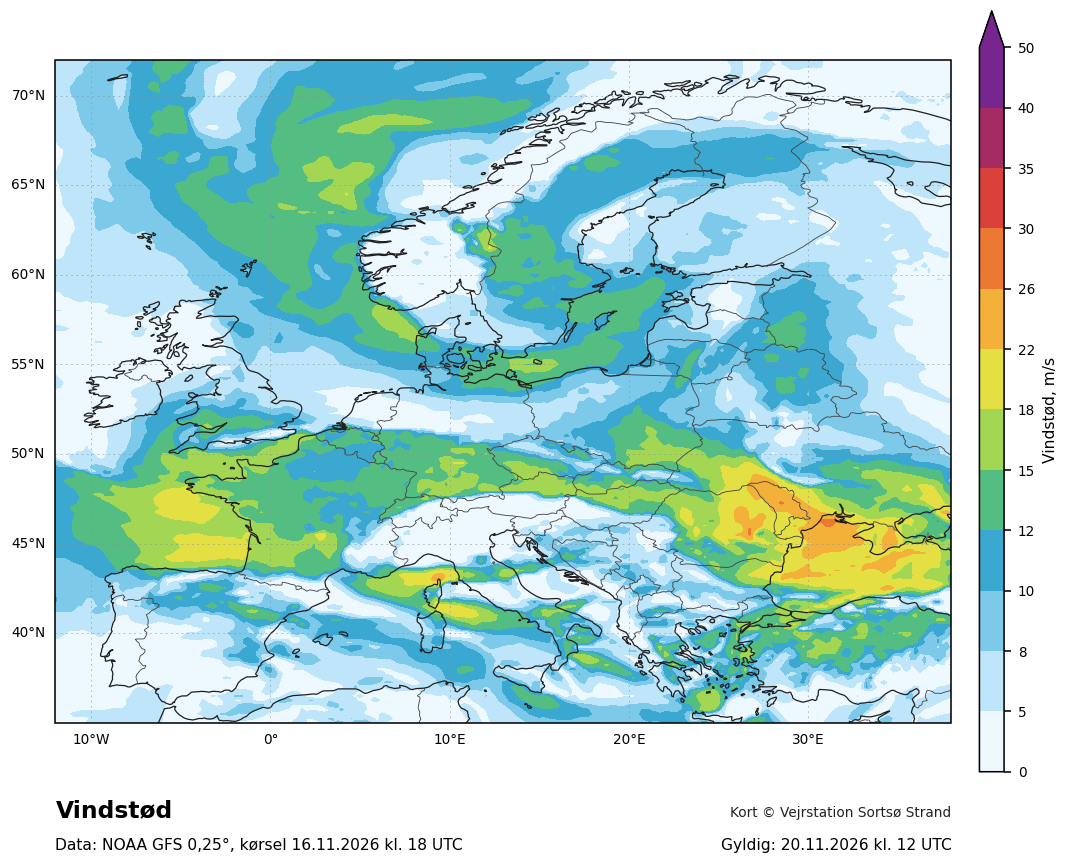 50
40
35
30
26
22
18
15
12
10
8
5
0
Vindstød, m/s
70°N
65°N
60°N
55°N
50°N
45°N
40°N
10°W
0°
10°E
20°E
30°E
Vindstød
Kort © Vejrstation Sortsø Strand
Data: NOAA GFS 0,25°, kørsel 16.11.2026 kl. 18 UTC
Gyldig: 20.11.2026 kl. 12 UTC